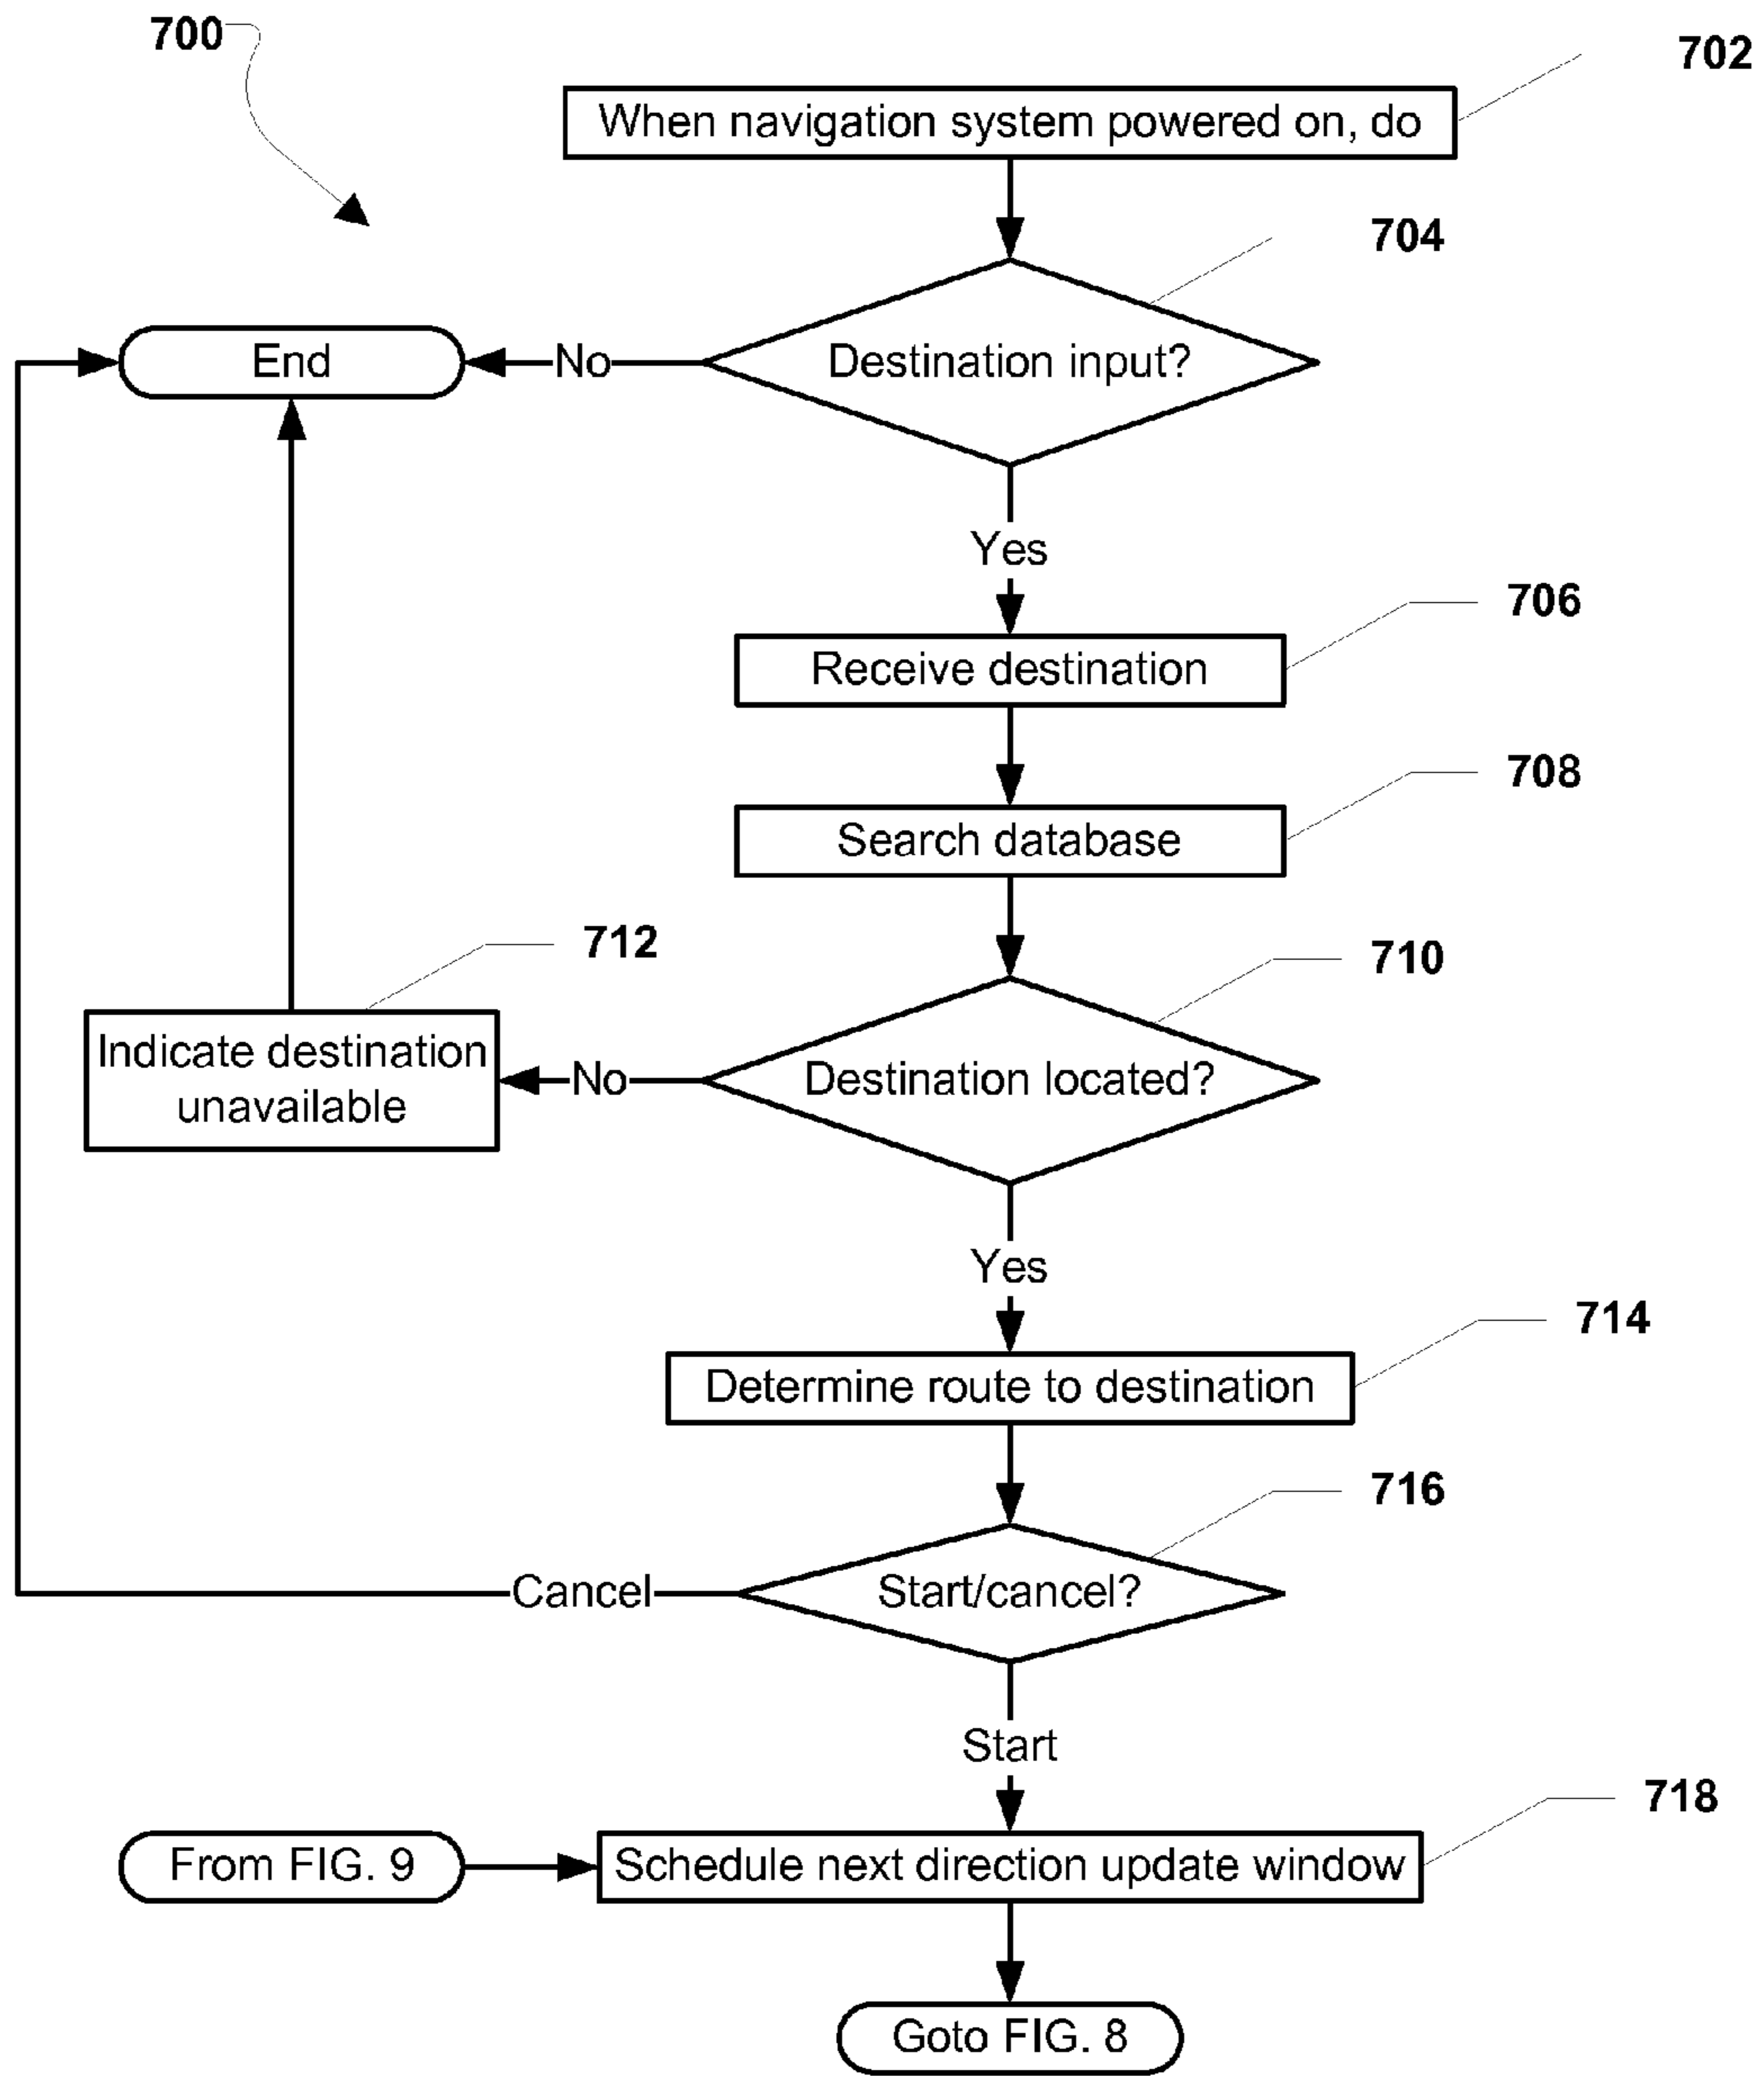 700
702
When navigation system powered on, do
704
End
No
Destination input?
Yes
706
Receive destination
708
Search database
712
710
Indicate destination
unavailable
No
Destination located?
Yes
714
Determine route to destination
716
Cancel
Start/cancel?
Start
718
From FIG. 9
Schedule next direction update window
Goto FIG. 8